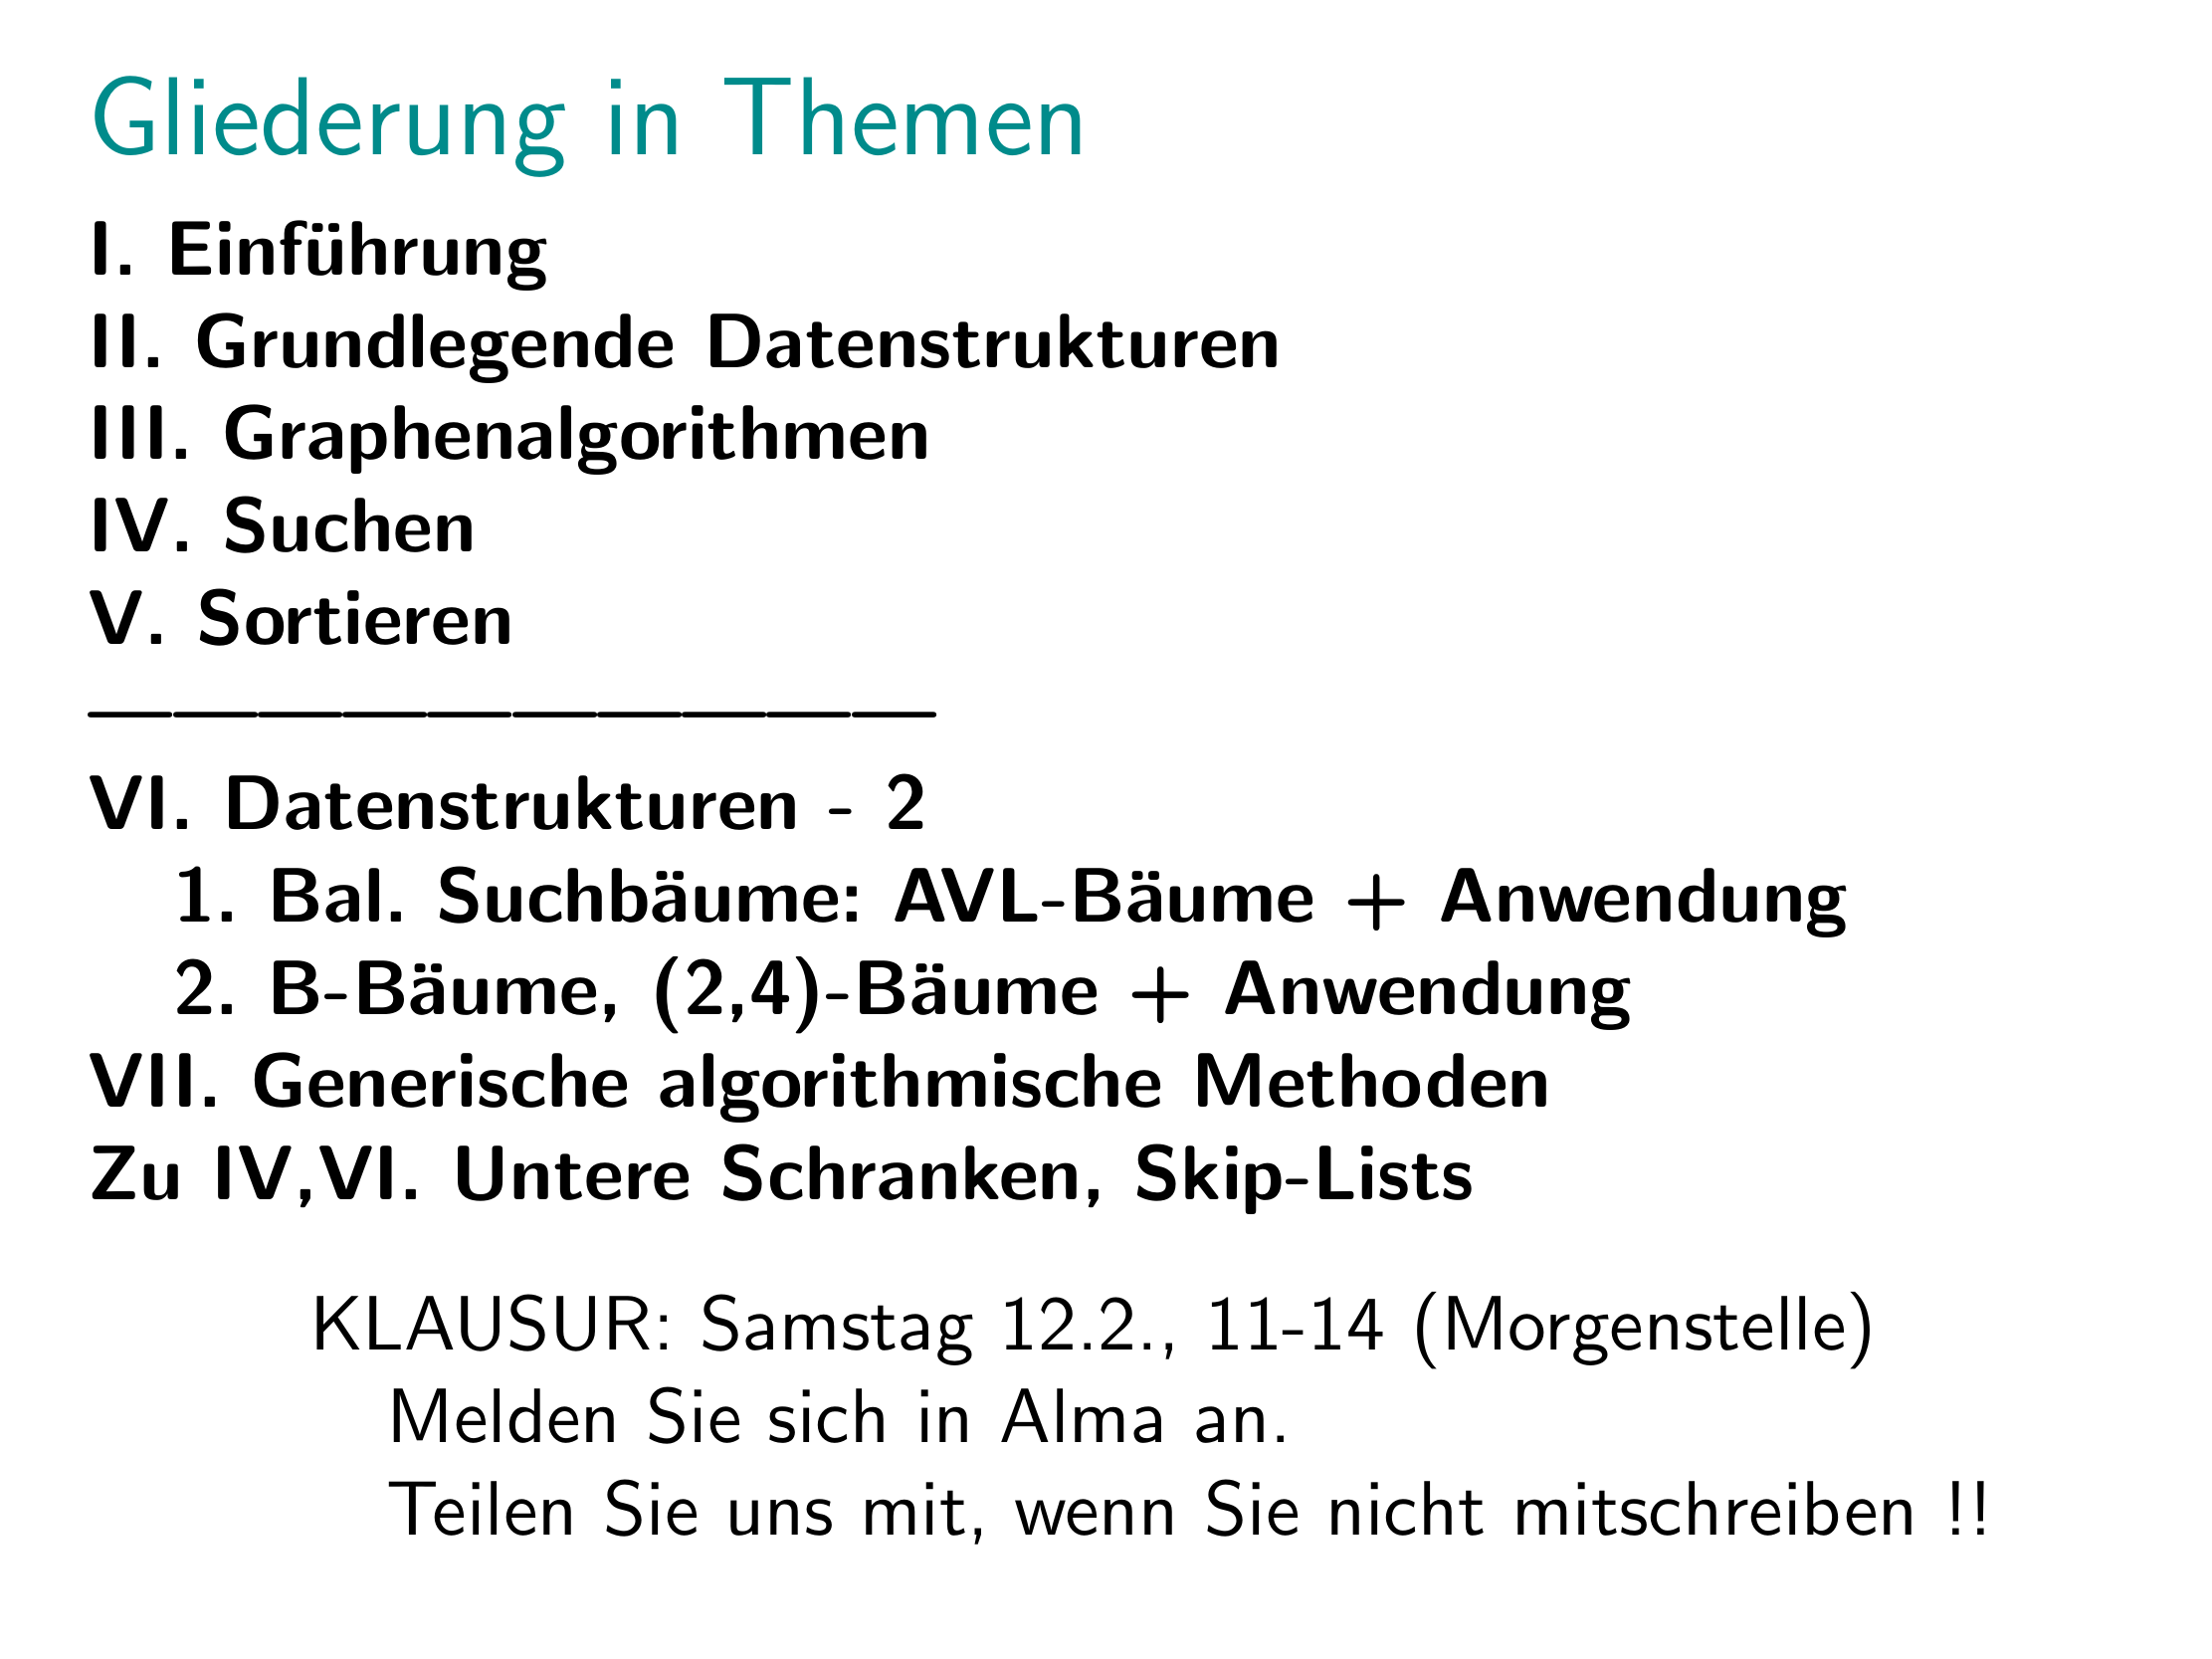 Gliederung in Themen
I. Einführung
II. Grundlegende Datenstrukturen
III. Graphenalgorithmen
IV. Suchen
V. Sortieren
VI. Datenstrukturen - 2
1. Bal. Suchbäume: AVL-Bäume + Anwendung
2. B-Bäume, (2,4)-Bäume + Anwendung
VII. Generische algorithmische Methoden
Zu IV,VI. Untere Schranken, Skip-Lists
KLAUSUR: Samstag 12.2., 11-14 (Morgenstelle)
Melden Sie sich in Alma an.
Teilen Sie uns mit, wenn Sie nicht mitschreiben !!